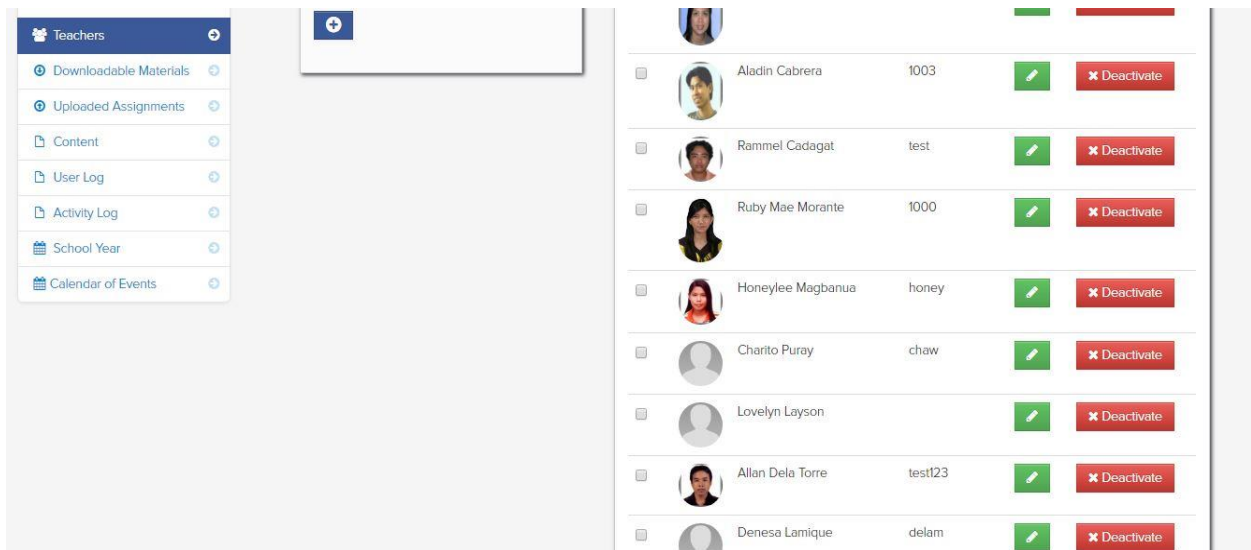 Teachers
Downloadable Materials
Uploaded Assignments
Content
User Log
Activity Log
School Year
Calendar of Events
Aladin Cabrera 1003 Deactivate
Rammel Cadagat test Deactivate
Ruby Mae Morante 1000 Deactivate
Honeylee Magbanua honey Deactivate
Charito Puray chaw Deactivate
Lovelyn Layson Deactivate
Allan Dela Torre test123 Deactivate
Denesa Lamique delam Deactivate